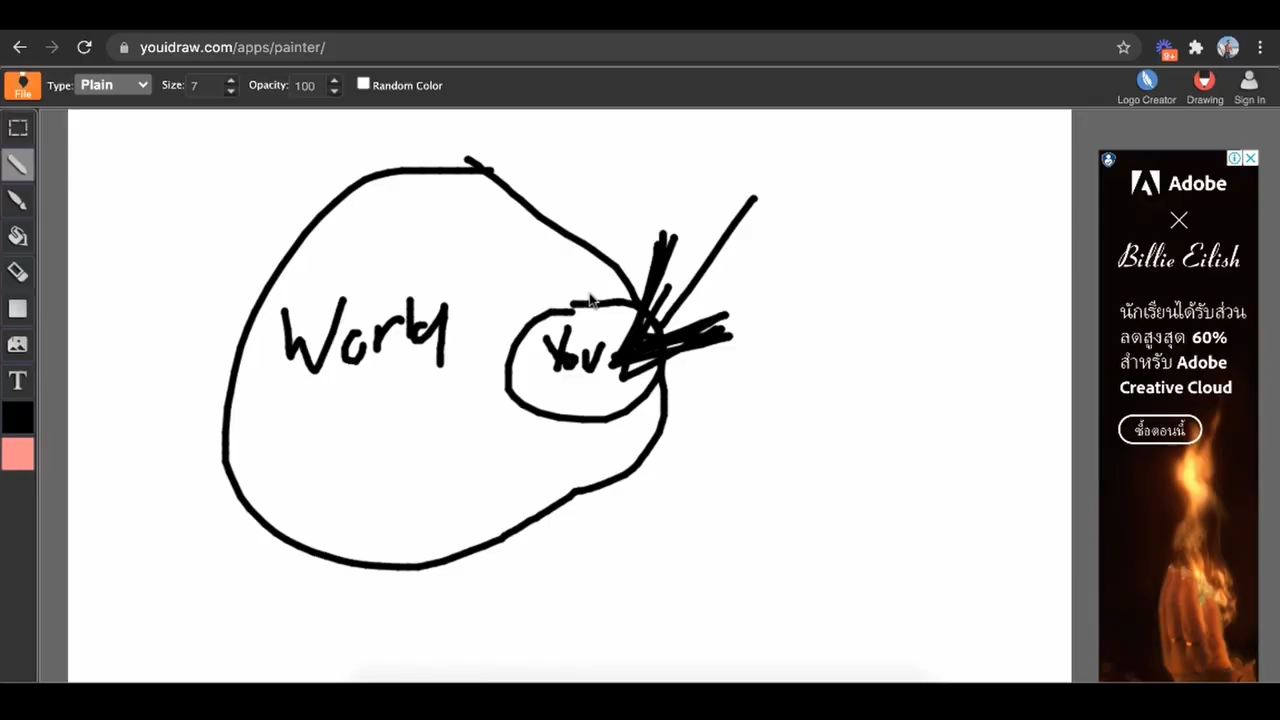 youidraw.com/apps/painter/
9+
File
Type: Plain
Size: 7
Opacity: 100
Random Color
Logo Creator
Drawing
Sign In
T
World
You
Adobe
Billie Eilish
นักเรียนได้รับส่วน
ลดสูงสุด 60%
สำหรับ Adobe
Creative Cloud
ซื้อตอนนี้